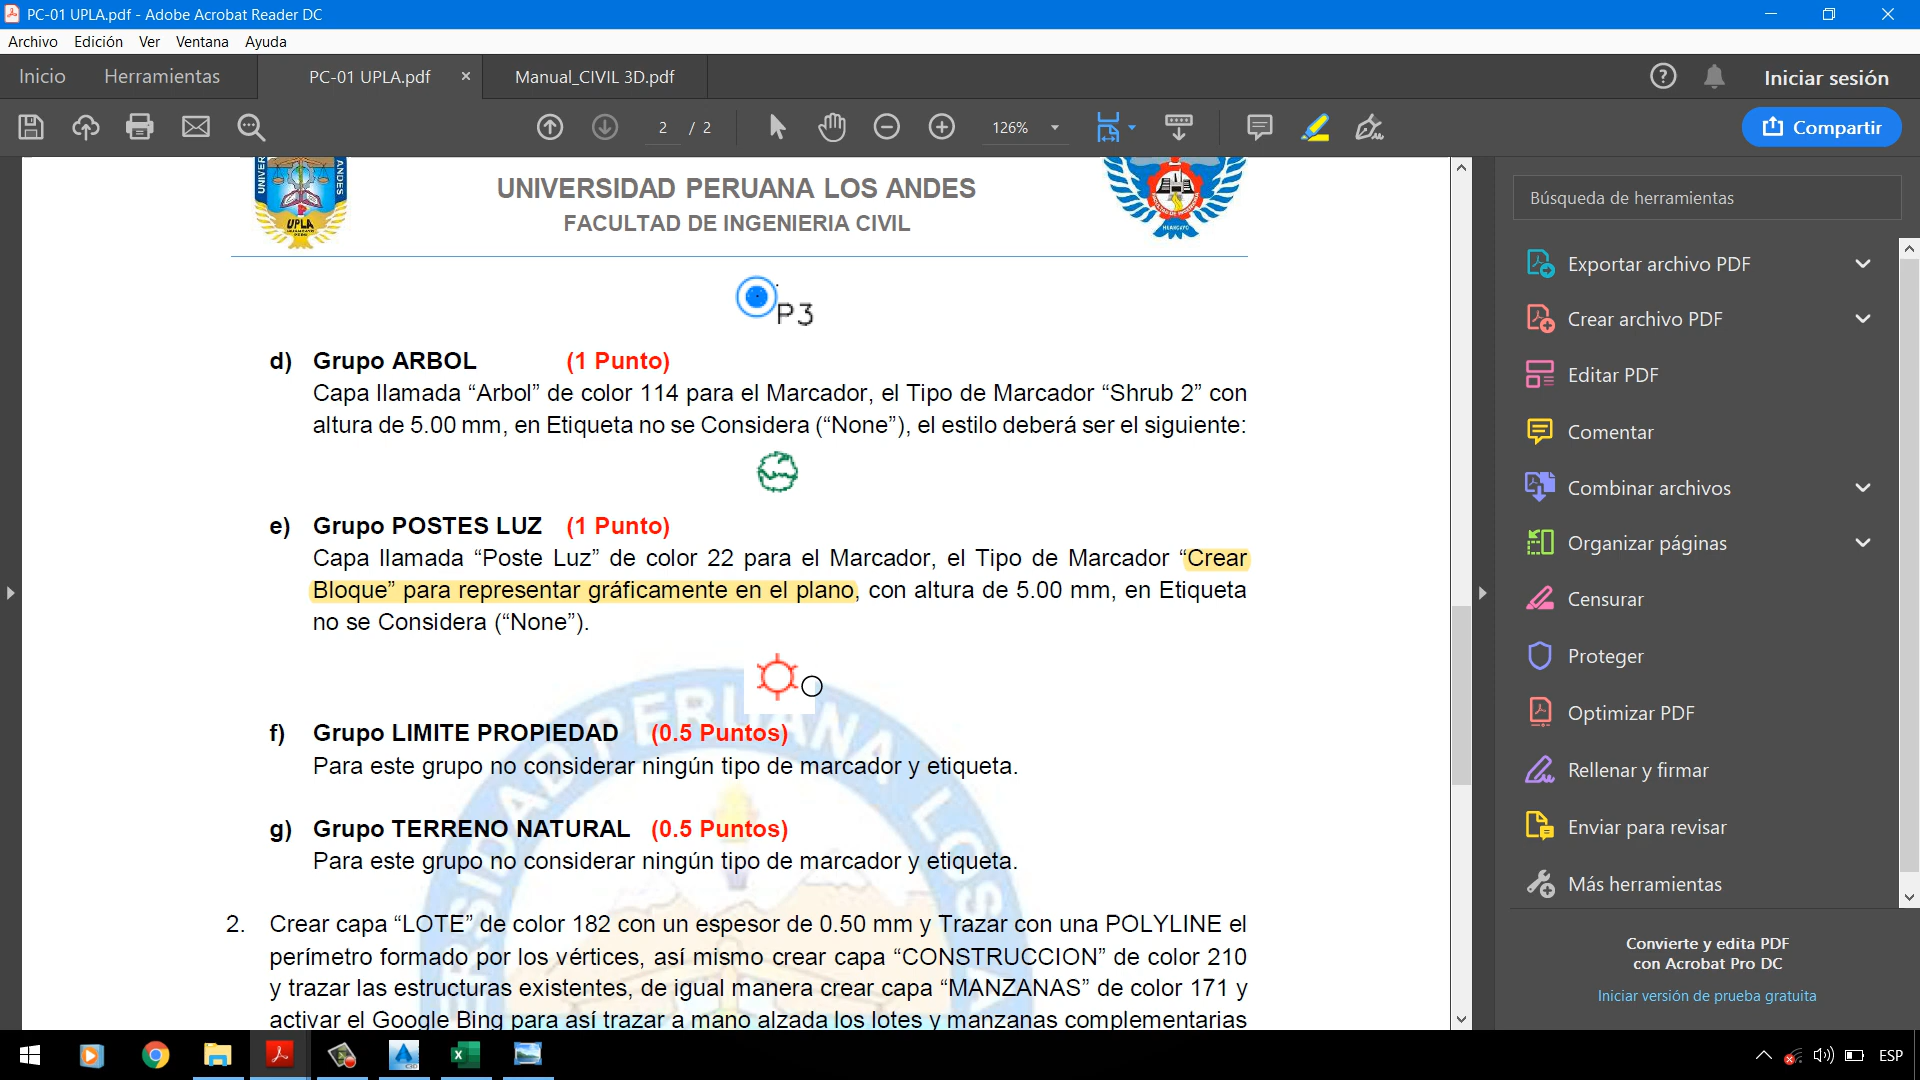 PC-01 UPLA.pdf - Adobe Acrobat Reader DC
Archivo Edición Ver Ventana Ayuda
Inicio Herramientas PC-01 UPLA.pdf × Manual_CIVIL 3D.pdf Iniciar sesión
2 / 2 126% Compartir
UNIVERSIDAD PERUANA LOS ANDES
FACULTAD DE INGENIERIA CIVIL
UPLA
P3
d) Grupo ARBOL (1 Punto)
Capa llamada “Arbol” de color 114 para el Marcador, el Tipo de Marcador “Shrub 2” con
altura de 5.00 mm, en Etiqueta no se Considera (“None”), el estilo deberá ser el siguiente:
e) Grupo POSTES LUZ (1 Punto)
Capa llamada “Poste Luz” de color 22 para el Marcador, el Tipo de Marcador “Crear
Bloque” para representar gráficamente en el plano, con altura de 5.00 mm, en Etiqueta
no se Considera (“None”).
f) Grupo LIMITE PROPIEDAD (0.5 Puntos)
Para este grupo no considerar ningún tipo de marcador y etiqueta.
g) Grupo TERRENO NATURAL (0.5 Puntos)
Para este grupo no considerar ningún tipo de marcador y etiqueta.
2. Crear capa “LOTE” de color 182 con un espesor de 0.50 mm y Trazar con una POLYLINE el
perímetro formado por los vértices, así mismo crear capa “CONSTRUCCION” de color 210
y trazar las estructuras existentes, de igual manera crear capa “MANZANAS” de color 171 y
activar el Google Bing para así trazar a mano alzada los lotes y manzanas complementarias
Búsqueda de herramientas
Exportar archivo PDF
Crear archivo PDF
Editar PDF
Comentar
Combinar archivos
Organizar páginas
Censurar
Proteger
Optimizar PDF
Rellenar y firmar
Enviar para revisar
Más herramientas
Convierte y edita PDF
con Acrobat Pro DC
Iniciar versión de prueba gratuita
ESP